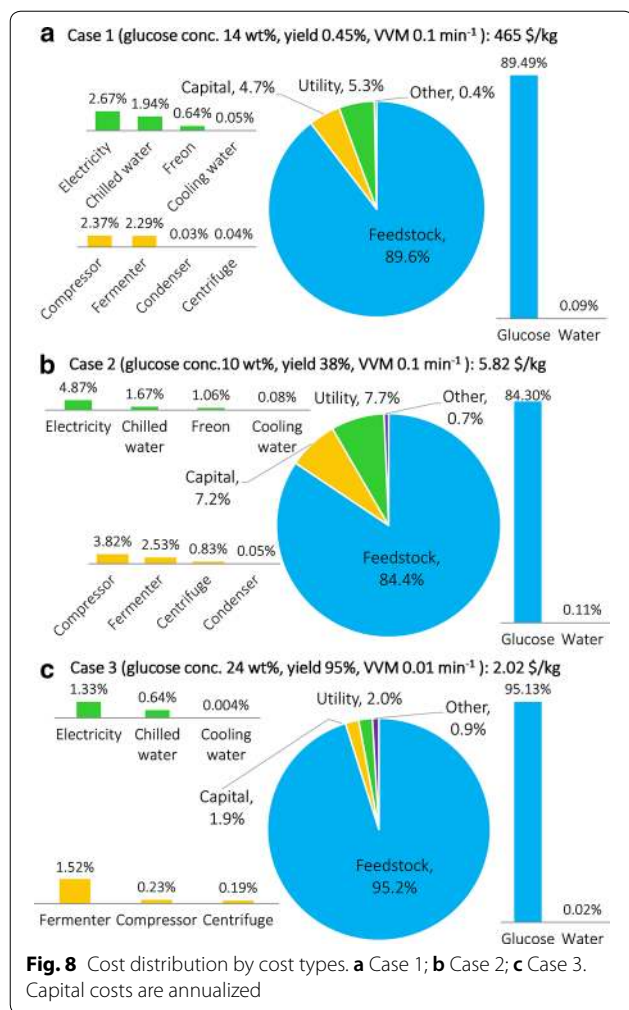 a Case 1 (glucose conc. 14 wt%, yield 0.45%, VVM 0.1 min⁻¹): 465 $/kg
2.67% 1.94% 0.64% 0.05%
Electricity Chilled water Freon Cooling water
2.37% 2.29% 0.03% 0.04%
Compressor Fermenter Condenser Centrifuge
Capital, 4.7%
Utility, 5.3%
Other, 0.4%
Feedstock,
89.6%
89.49%
0.09%
Glucose Water
b Case 2 (glucose conc.10 wt%, yield 38%, VVM 0.1 min⁻¹): 5.82 $/kg
4.87% 1.67% 1.06% 0.08%
Electricity Chilled Freon Cooling
water water
3.82% 2.53% 0.83% 0.05%
Compressor Fermenter Centrifuge Condenser
Capital,
7.2%
Utility, 7.7%
Other,
0.7%
Feedstock,
84.4%
84.30%
0.11%
Glucose Water
c Case 3 (glucose conc. 24 wt%, yield 95%, VVM 0.01 min⁻¹): 2.02 $/kg
1.33% 0.64% 0.004%
Electricity Chilled Cooling
water water
1.52% 0.23% 0.19%
Fermenter Compressor Centrifuge
Capital,
1.9%
Utility, 2.0%
Other,
0.9%
Feedstock,
95.2%
95.13%
0.02%
Glucose Water
Fig. 8 Cost distribution by cost types. a Case 1; b Case 2; c Case 3.
Capital costs are annualized